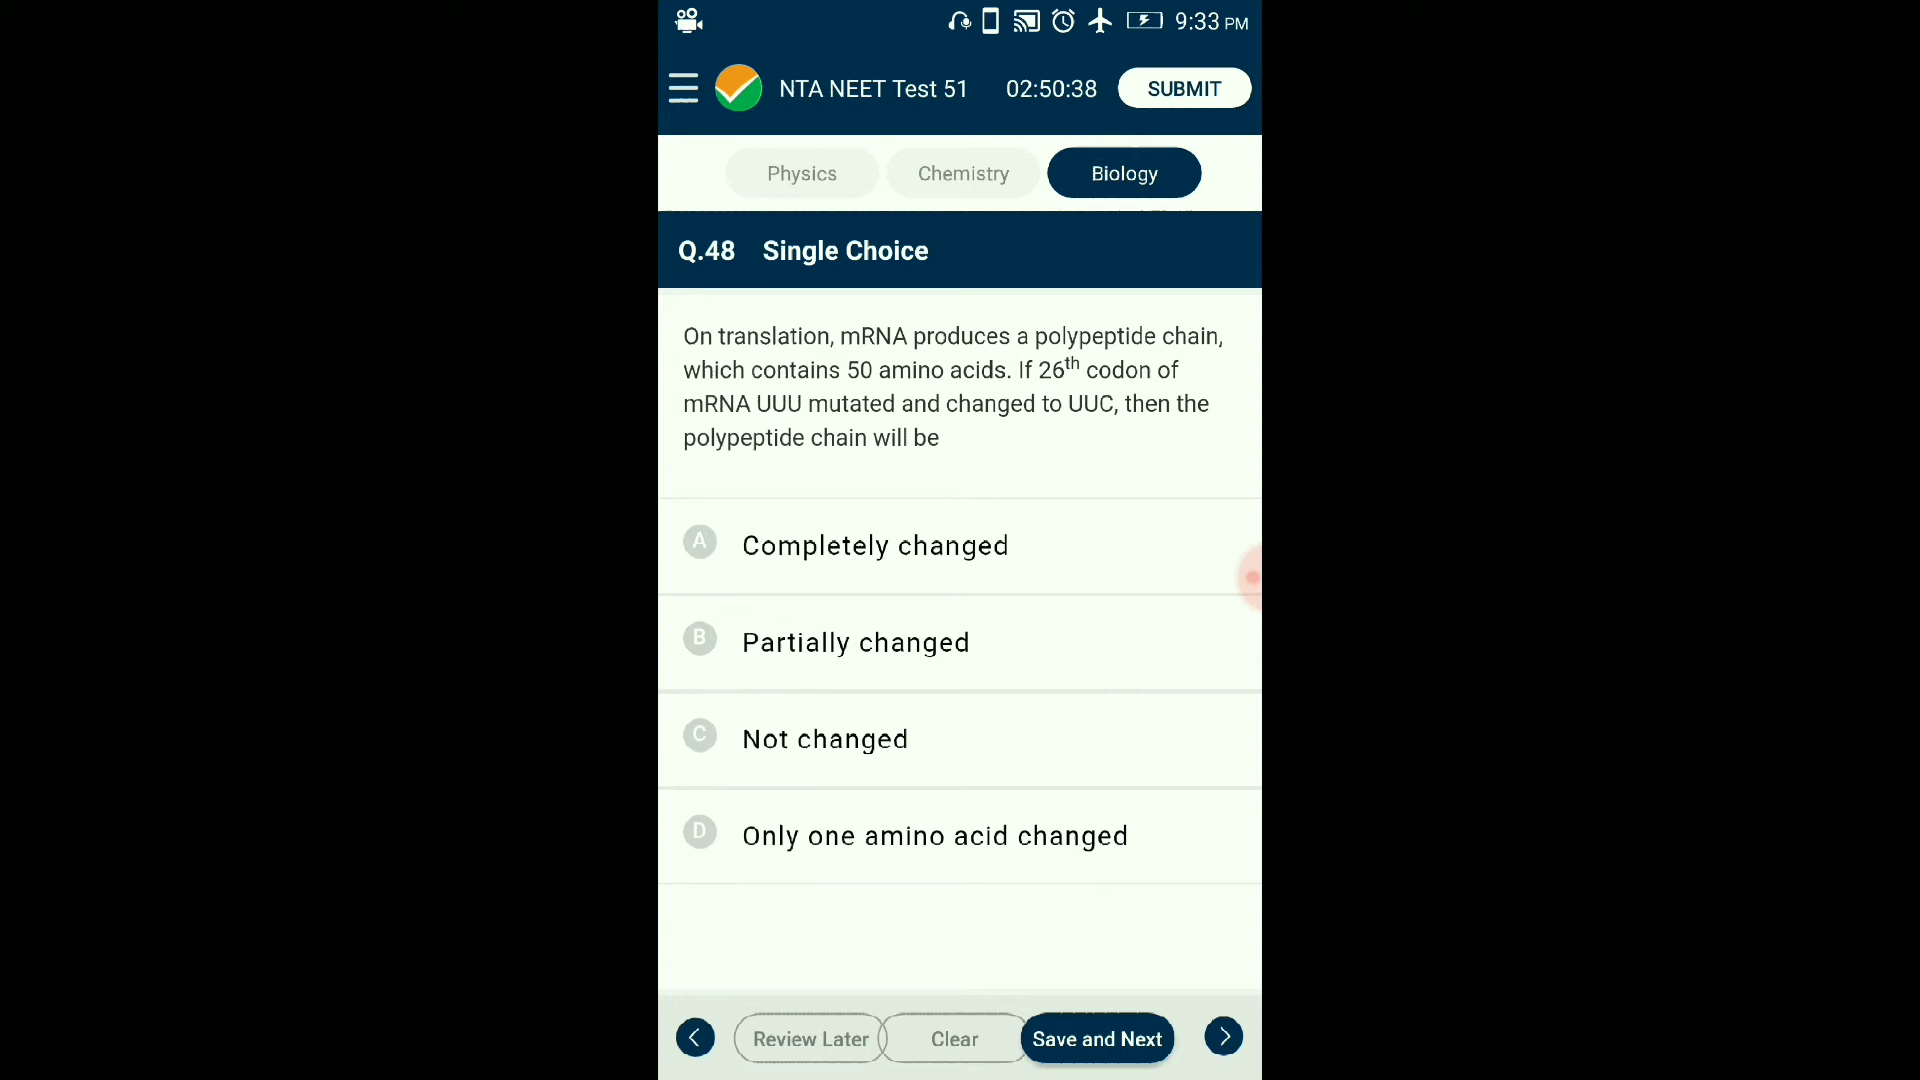 9:33 PM
NTA NEET Test 51 02:50:38 SUBMIT
Physics Chemistry Biology
Q.48 Single Choice
On translation, mRNA produces a polypeptide chain,
which contains 50 amino acids. If 26th codon of
mRNA UUU mutated and changed to UUC, then the
polypeptide chain will be
A Completely changed
B Partially changed
C Not changed
D Only one amino acid changed
Review Later Clear Save and Next